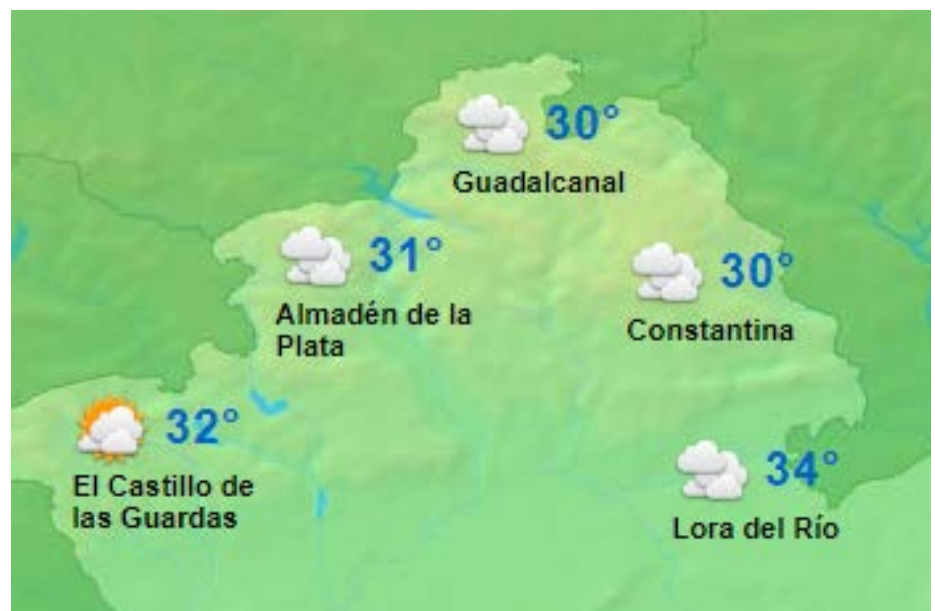 30°
Guadalcanal
31°
Almadén de la
Plata
30°
Constantina
32°
El Castillo de
las Guardas
34°
Lora del Río